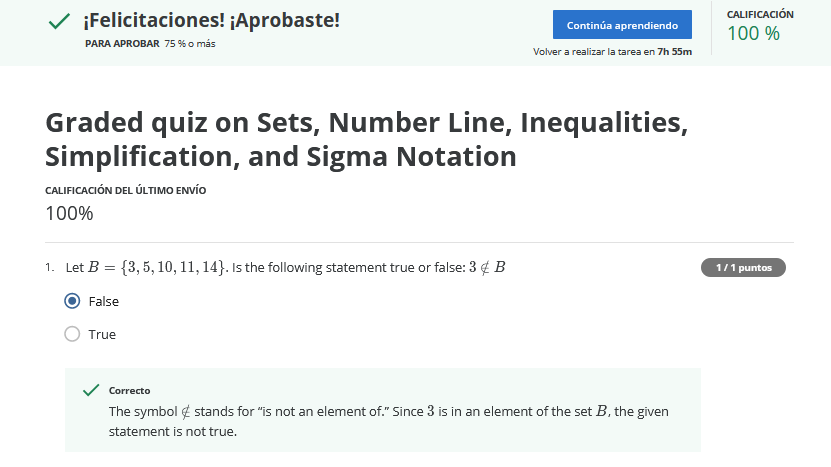 ¡Felicitaciones! ¡Aprobaste!
PARA APROBAR 75 % o más
Continúa aprendiendo
Volver a realizar la tarea en 7h 55m
CALIFICACIÓN
100 %
Graded quiz on Sets, Number Line, Inequalities,
Simplification, and Sigma Notation
CALIFICACIÓN DEL ÚLTIMO ENVÍO
100%
1. Let B = {3, 5, 10, 11, 14}. Is the following statement true or false: 3 ∉ B
1 / 1 puntos
False
True
Correcto
The symbol ∉ stands for “is not an element of.” Since 3 is in an element of the set B, the given
statement is not true.